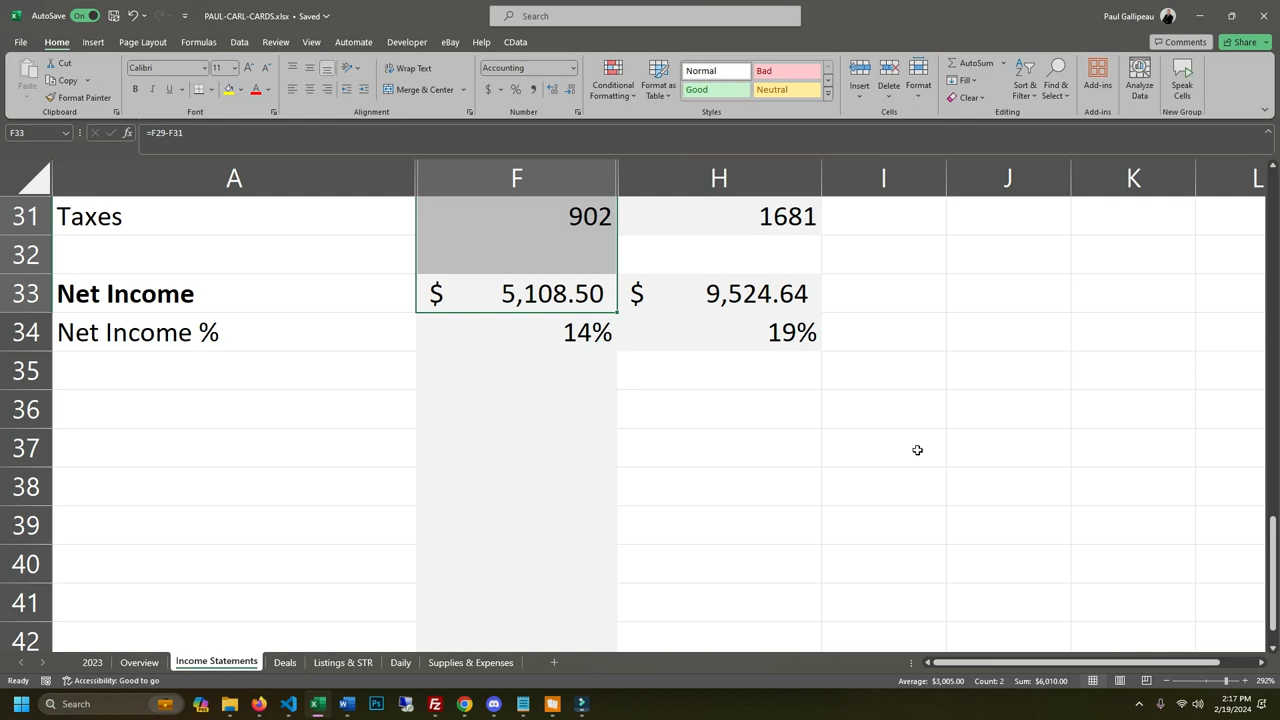 AutoSave On PAUL-CARL-CARDS.xlsx • Saved Search Paul Gallipeau
File Home Insert Page Layout Formulas Data Review View Automate Developer eBay Help CData Comments Share
Paste Cut Copy Format Painter Clipboard
Calibri 11 B I U A Font
Wrap Text Merge & Center Alignment
Accounting $ % Number
Conditional Formatting Format as Table Normal Bad Good Neutral Styles
Insert Delete Format Cells
AutoSum Fill Clear Sort & Filter Find & Select Editing
Add-ins Add-ins Analyze Data Speak Cells New Group
F33 fx =F29-F31
A F H I J K L
31 Taxes 902 1681
32
33 Net Income $ 5,108.50 $ 9,524.64
34 Net Income % 14% 19%
35
36
37
38
39
40
41
42
2023 Overview Income Statements Deals Listings & STR Daily Supplies & Expenses
Ready Accessibility: Good to go Average: $3,005.00 Count: 2 Sum: $6,010.00 292%
Search 2:17 PM
2/19/2024